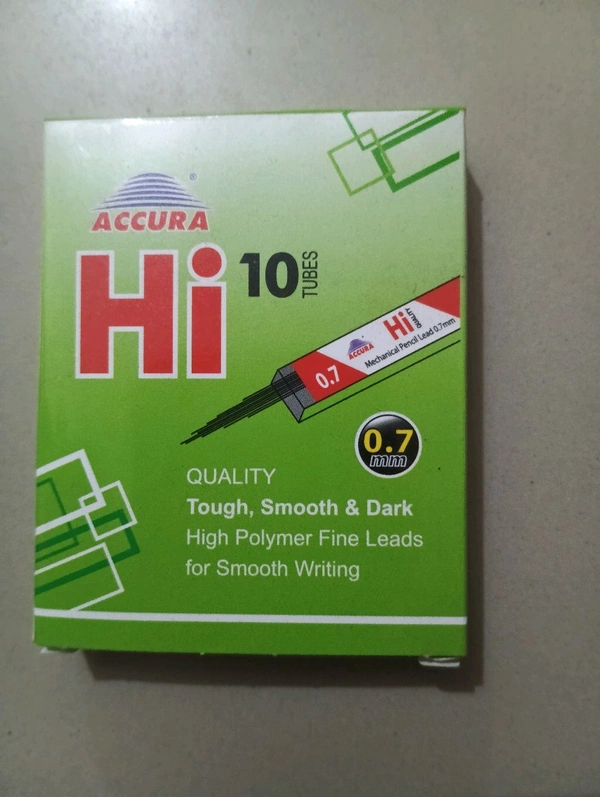 ®
ACCURA
Hi 10 TUBES
ACCURA Hi QUALITY
0.7 Mechanical Pencil Lead 0.7mm
0.7
mm
QUALITY
Tough, Smooth & Dark
High Polymer Fine Leads
for Smooth Writing